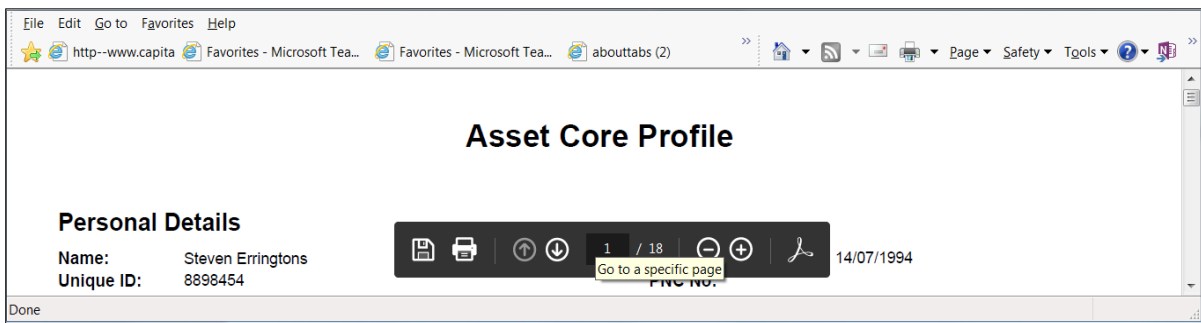 File Edit Go to Favorites Help
http--www.capita Favorites - Microsoft Tea... Favorites - Microsoft Tea... abouttabs (2) » Page Safety Tools »
Asset Core Profile
Personal Details
1 / 18
Name: Steven Erringtons 14/07/1994
Go to a specific page
Unique ID: 8898454 PNC No:
Done